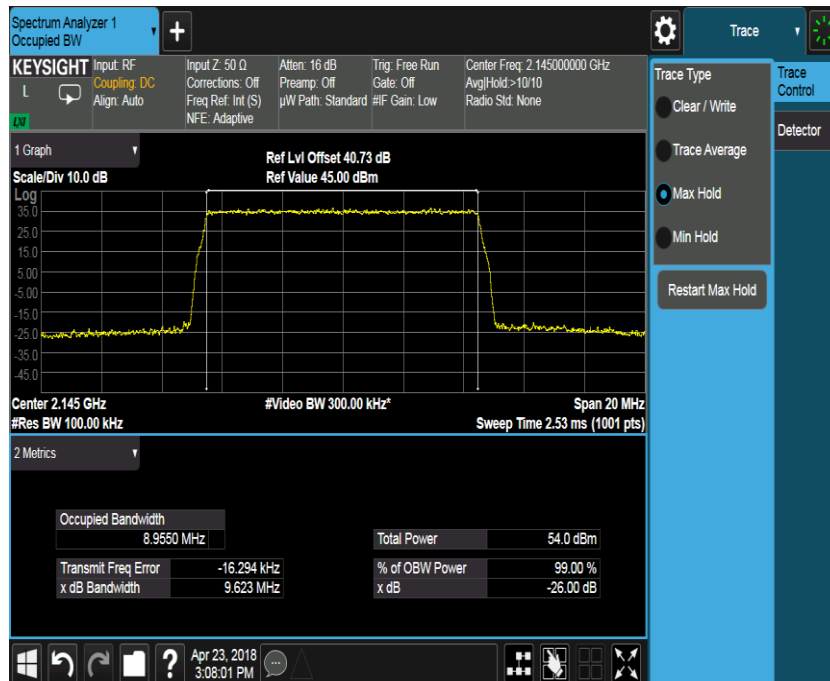 Spectrum Analyzer 1
Occupied BW
+
Trace
KEYSIGHT
L
LXI
Input: RF
Coupling: DC
Align: Auto
Input Z: 50 Ω
Corrections: Off
Freq Ref: Int (S)
NFE: Adaptive
Atten: 16 dB
Preamp: Off
µW Path: Standard
Trig: Free Run
Gate: Off
#IF Gain: Low
Center Freq: 2.145000000 GHz
Avg|Hold:>10/10
Radio Std: None
1 Graph
Scale/Div 10.0 dB
Ref Lvl Offset 40.73 dB
Ref Value 45.00 dBm
Log
35.0
25.0
15.0
5.00
-5.00
-15.0
-25.0
-35.0
-45.0
Center 2.145 GHz
#Video BW 300.00 kHz*
Span 20 MHz
#Res BW 100.00 kHz
Sweep Time 2.53 ms (1001 pts)
2 Metrics
Occupied Bandwidth
8.9550 MHz
Total Power 54.0 dBm
Transmit Freq Error -16.294 kHz
% of OBW Power 99.00 %
x dB Bandwidth 9.623 MHz
x dB -26.00 dB
?
Apr 23, 2018
3:08:01 PM
Trace Type
Clear / Write
Trace Average
Max Hold
Min Hold
Restart Max Hold
Trace
Control
Detector